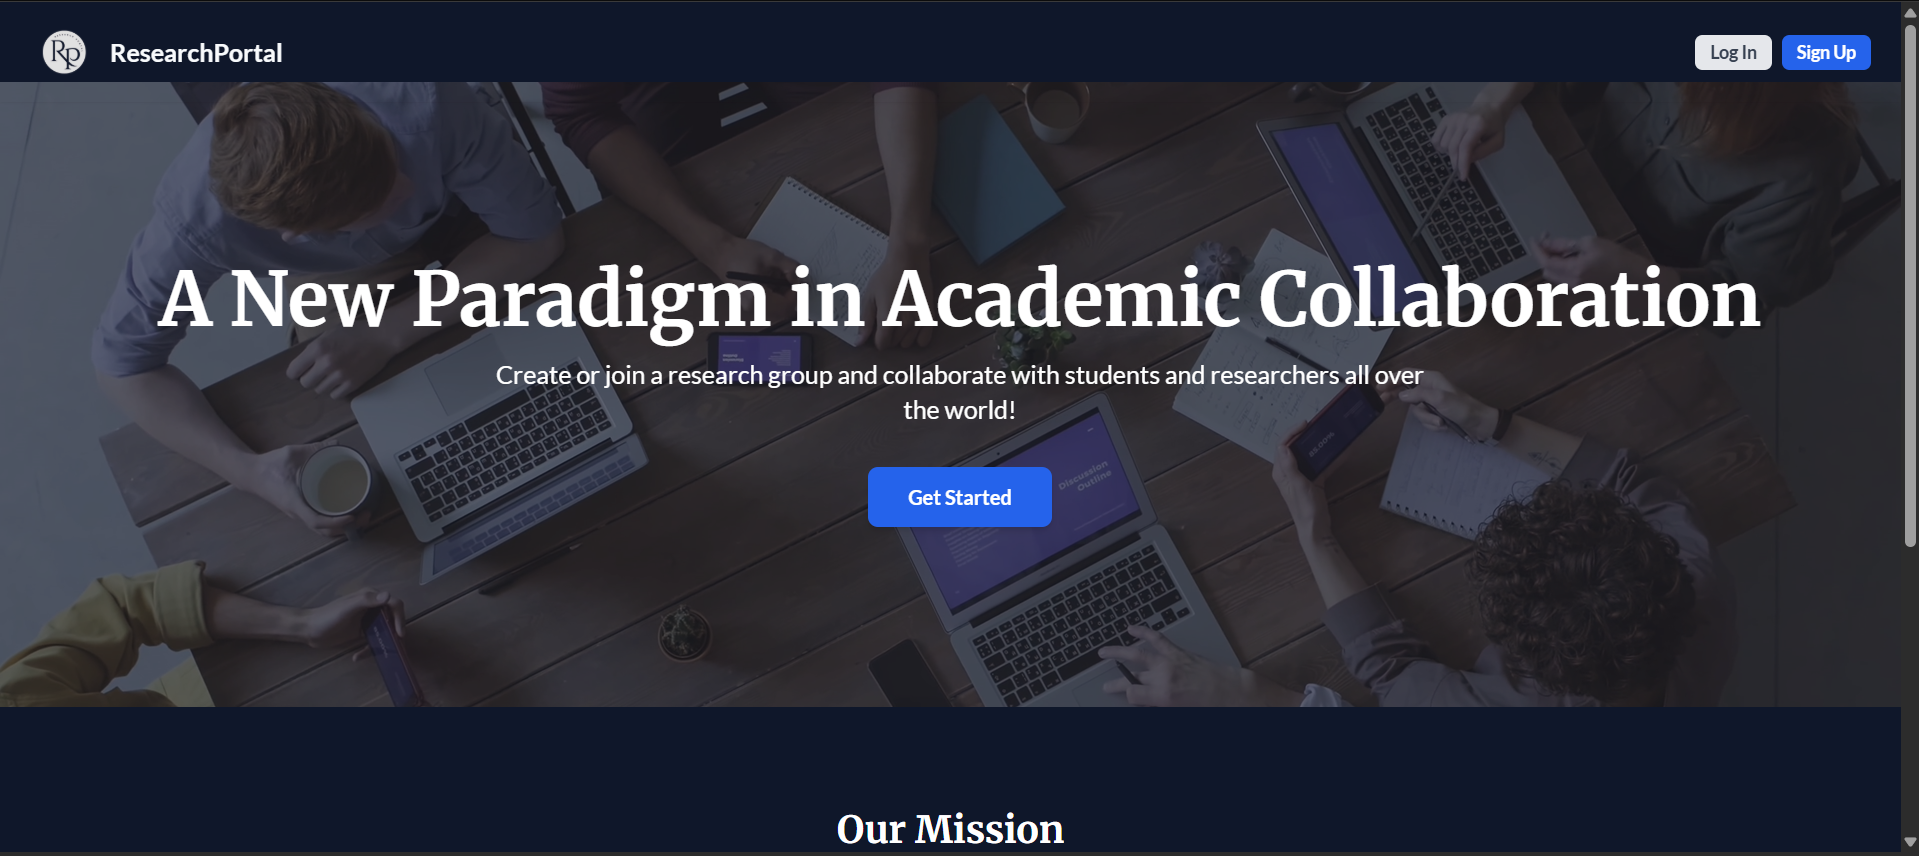 Rp
ResearchPortal
Log In
Sign Up
A New Paradigm in Academic Collaboration
Create or join a research group and collaborate with students and researchers all over
the world!
Get Started
Discussion
Outline
Our Mission